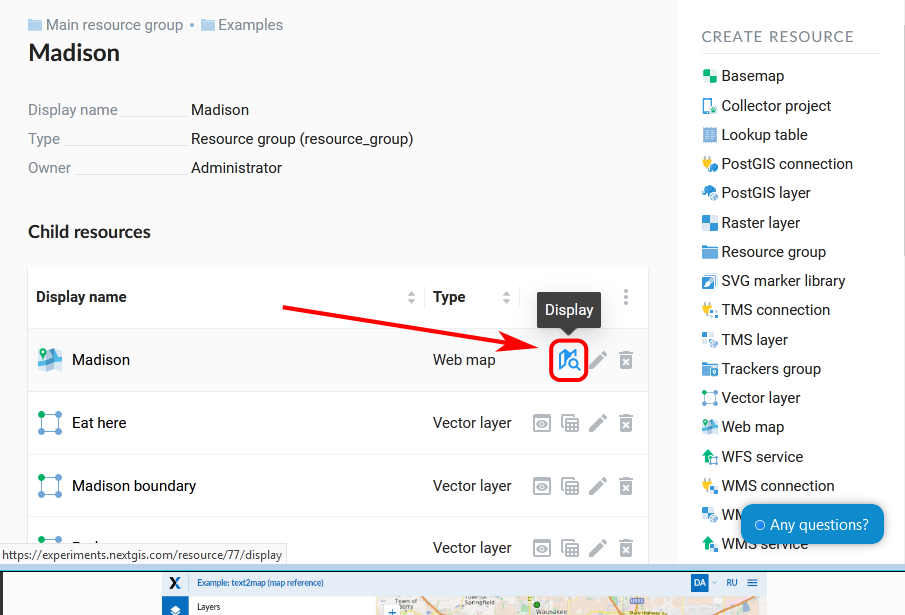 Main resource group • Examples
Madison
Display name Madison
Type Resource group (resource_group)
Owner Administrator
Child resources
Display name Type
Display
Madison Web map
Eat here Vector layer
Madison boundary Vector layer
Vector layer
https://experiments.nextgis.com/resource/77/display
CREATE RESOURCE
Basemap
Collector project
Lookup table
PostGIS connection
PostGIS layer
Raster layer
Resource group
SVG marker library
TMS connection
TMS layer
Trackers group
Vector layer
Web map
WFS service
WMS connection
WMS service
Any questions?
Example: text2map (map reference) DA RU
Layers
Town of
Springfield
Waunakee